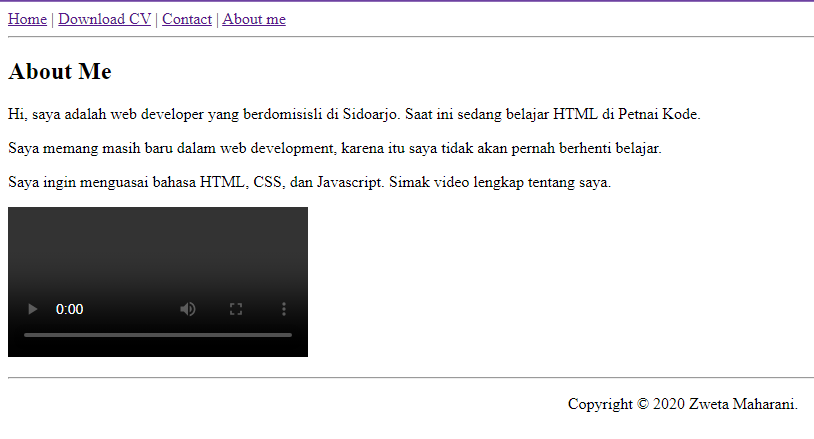 Home | Download CV | Contact | About me
About Me
Hi, saya adalah web developer yang berdomisisli di Sidoarjo. Saat ini sedang belajar HTML di Petnai Kode.
Saya memang masih baru dalam web development, karena itu saya tidak akan pernah berhenti belajar.
Saya ingin menguasai bahasa HTML, CSS, dan Javascript. Simak video lengkap tentang saya.
0:00
Copyright © 2020 Zweta Maharani.